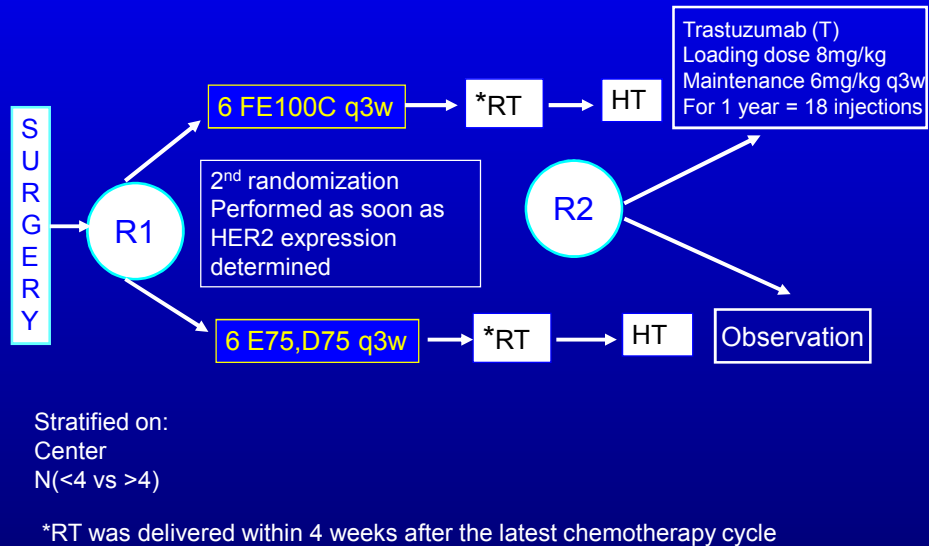 SURGERY
R1
6 FE100C q3w
*RT
HT
2nd randomization
Performed as soon as
HER2 expression
determined
6 E75,D75 q3w
*RT
HT
R2
Trastuzumab (T)
Loading dose 8mg/kg
Maintenance 6mg/kg q3w
For 1 year = 18 injections
Observation
Stratified on:
Center
N(<4 vs >4)
*RT was delivered within 4 weeks after the latest chemotherapy cycle